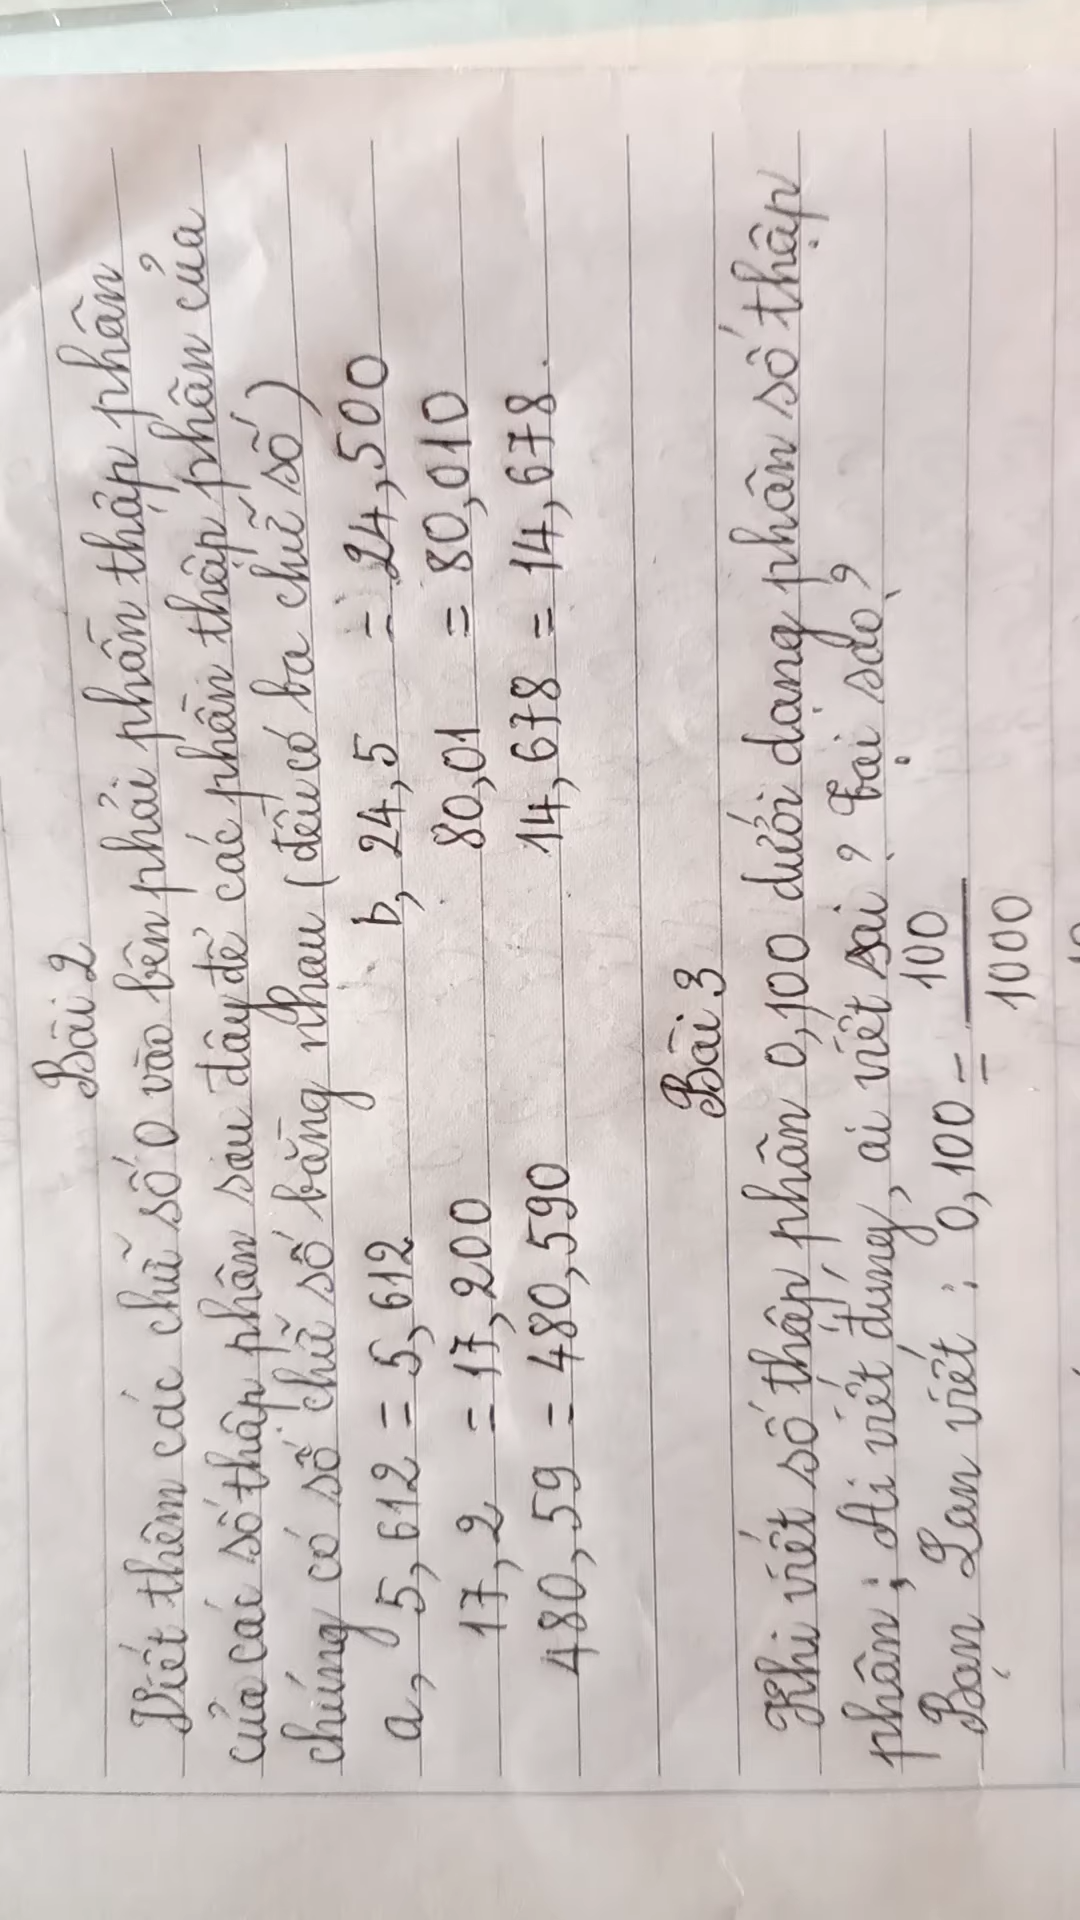 Bài 2
Viết thêm các chữ số 0 vào bên phải phần thập phân
của các số thập phân sau đây để các phần thập phân của
chúng có số chữ số bằng nhau (đều có ba chữ số)
a, 5,612 = 5,612 b, 24,5 = 24,500
17,2 = 17,200 80,01 = 80,010
480,59 = 480,590 14,678 = 14,678.
Bài 3
Khi viết số thập phân 0,100 dưới dạng phân số thập
phân; Ai viết đúng, ai viết sai? Tại sao?
Bạn Lan viết: 0,100 = 100/1000